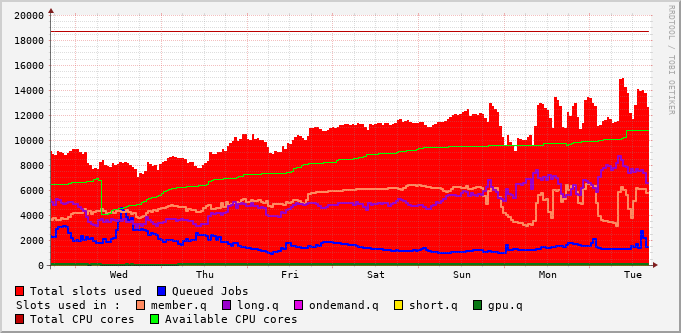 20000
18000
16000
14000
12000
10000
8000
6000
4000
2000
0
Wed Thu Fri Sat Sun Mon Tue
Total slots used Queued Jobs
Slots used in : member.q long.q ondemand.q short.q gpu.q
Total CPU cores Available CPU cores
RRDTOOL / TOBI OETIKER